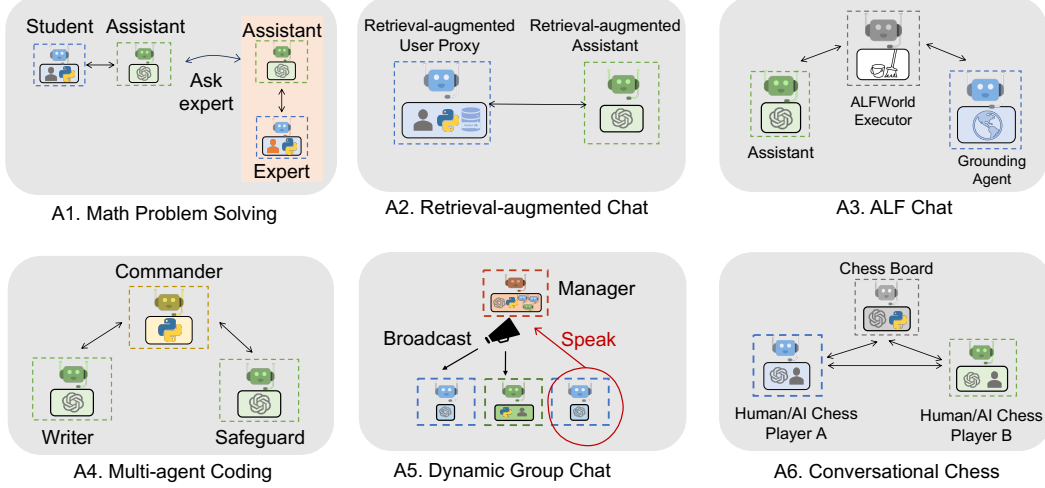 Student
Assistant
Assistant
Ask
expert
Expert
A1. Math Problem Solving
Retrieval-augmented
User Proxy
Retrieval-augmented
Assistant
A2. Retrieval-augmented Chat
ALFWorld
Executor
Assistant
Grounding
Agent
A3. ALF Chat
Commander
Writer
Safeguard
A4. Multi-agent Coding
Manager
Broadcast
Speak
A5. Dynamic Group Chat
Chess Board
Human/AI Chess
Player A
Human/AI Chess
Player B
A6. Conversational Chess